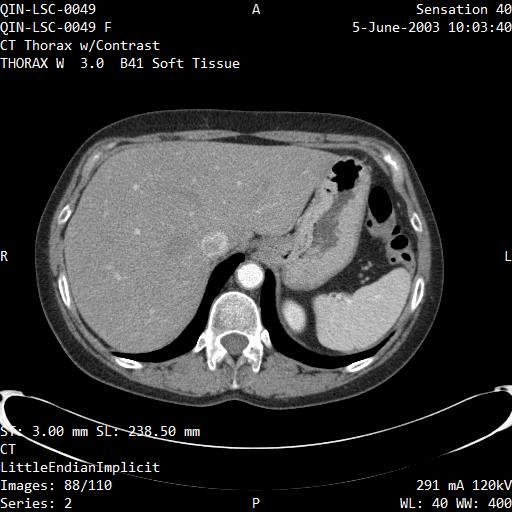 QIN-LSC-0049
A
Sensation 40
QIN-LSC-0049 F
5-June-2003 10:03:40
CT Thorax w/Contrast
THORAX W  3.0  B41 Soft Tissue
R
L
ST: 3.00 mm SL: 238.50 mm
CT
LittleEndianImplicit
Images: 88/110
291 mA 120kV
Series: 2
P
WL: 40 WW: 400